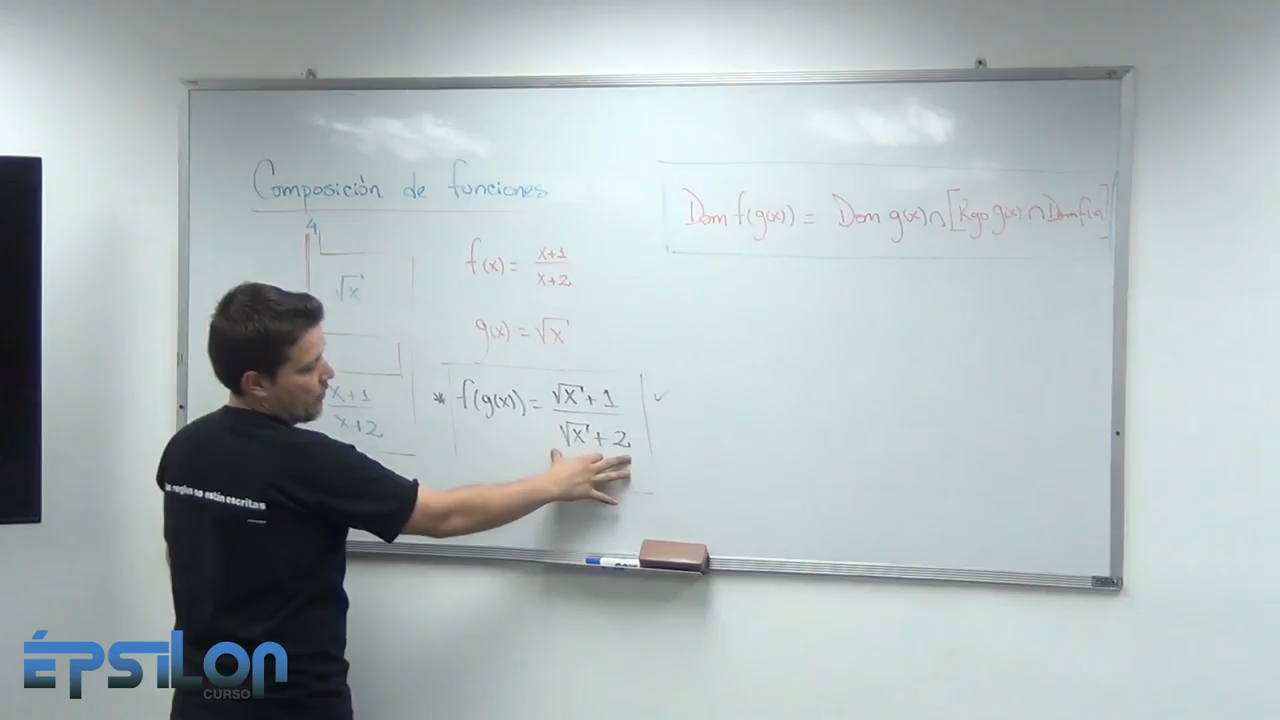 Composición de funciones
4
√x
x+1
x+2
f(x) = x+1
x+2
g(x) = √x
* f(g(x)) = √x + 1
√x + 2
✓
Dom f(g(x)) = Dom g(x) ∩ [Rgo g(x) ∩ Dom f(x)]
reglas no están escritas
ÉPSILON
CURSO